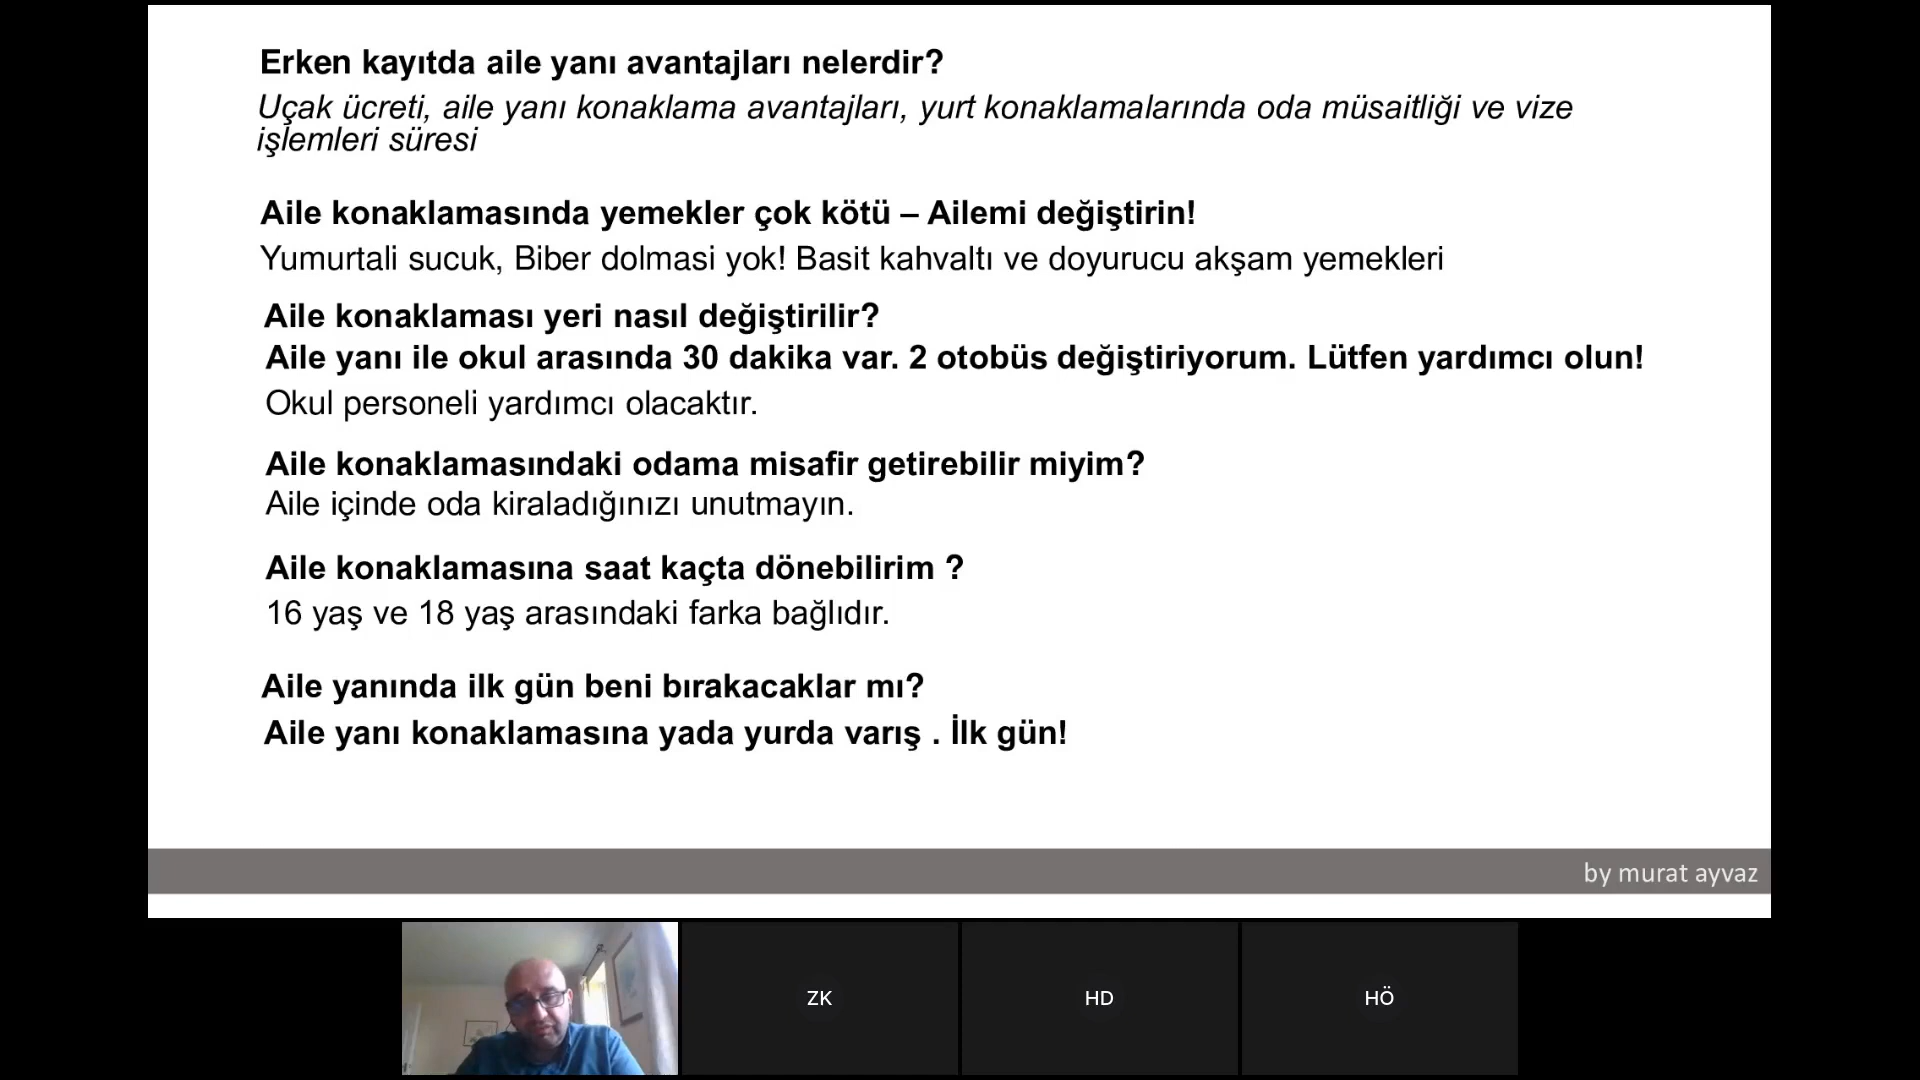 Erken kayıtda aile yanı avantajları nelerdir?
Uçak ücreti, aile yanı konaklama avantajları, yurt konaklamalarında oda müsaitliği ve vize
işlemleri süresi
Aile konaklamasında yemekler çok kötü – Ailemi değiştirin!
Yumurtali sucuk, Biber dolmasi yok! Basit kahvaltı ve doyurucu akşam yemekleri
Aile konaklaması yeri nasıl değiştirilir?
Aile yanı ile okul arasında 30 dakika var. 2 otobüs değiştiriyorum. Lütfen yardımcı olun!
Okul personeli yardımcı olacaktır.
Aile konaklamasındaki odama misafir getirebilir miyim?
Aile içinde oda kiraladığınızı unutmayın.
Aile konaklamasına saat kaçta dönebilirim ?
16 yaş ve 18 yaş arasındaki farka bağlıdır.
Aile yanında ilk gün beni bırakacaklar mı?
Aile yanı konaklamasına yada yurda varış . İlk gün!
by murat ayvaz
ZK
HD
HÖ